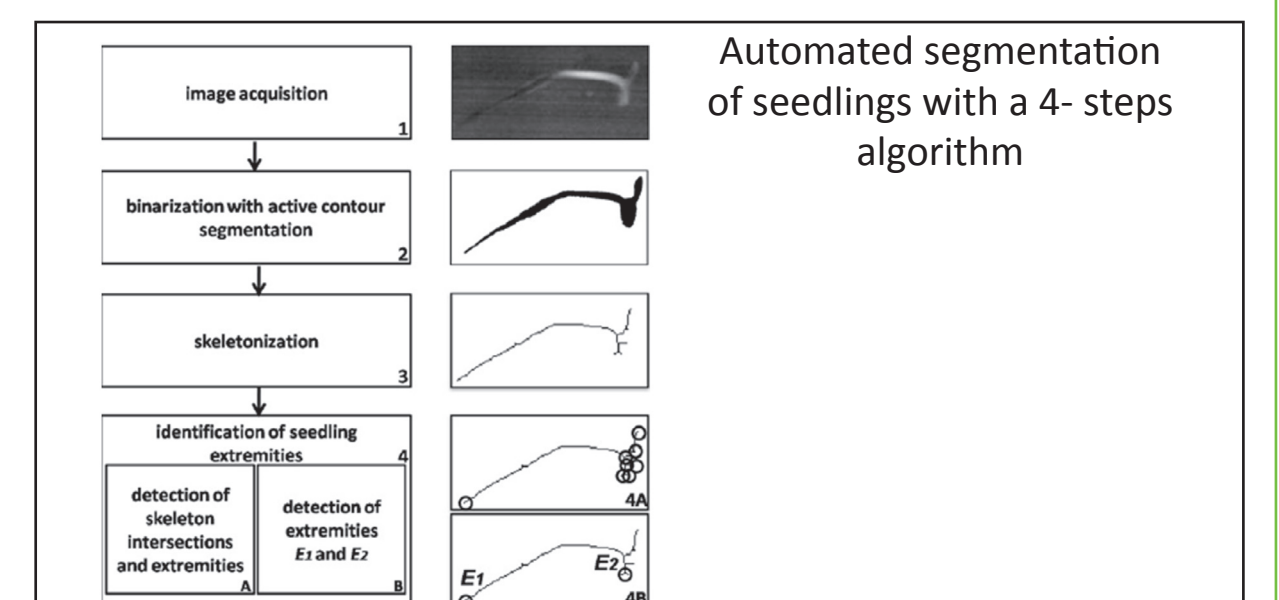 Automated segmentation
of seedlings with a 4- steps
algorithm
image acquisition
1
binarization with active contour
segmentation
2
skeletonization
3
identification of seedling
extremities
4
detection of
skeleton
intersections
and extremities
A
detection of
extremities
E1 and E2
B
4A
E1
E2
4B